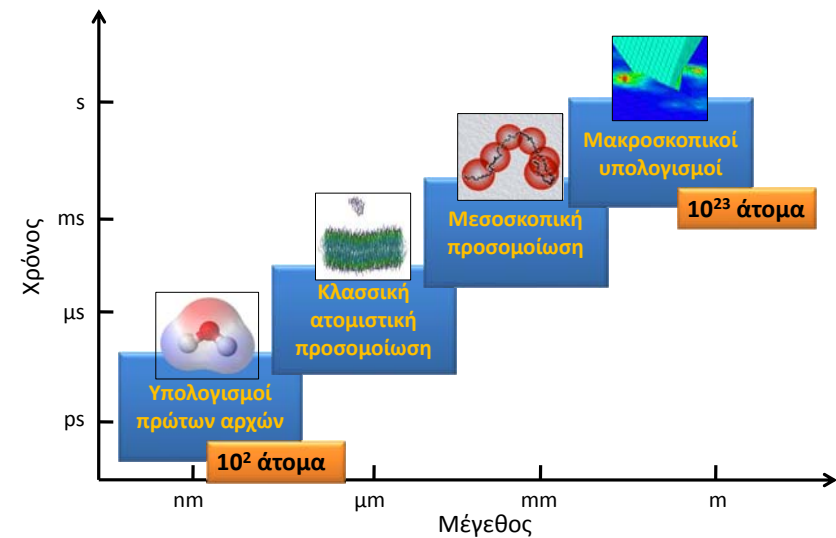 s
Μακροσκοπικοί
υπολογισμοί
10²³ άτομα
Χρόνος
ms
Μεσοσκοπική
προσομοίωση
μs
Κλασσική
ατομιστική
προσομοίωση
ps
Υπολογισμοί
πρώτων αρχών
10² άτομα
nm
μm
mm
m
Μέγεθος